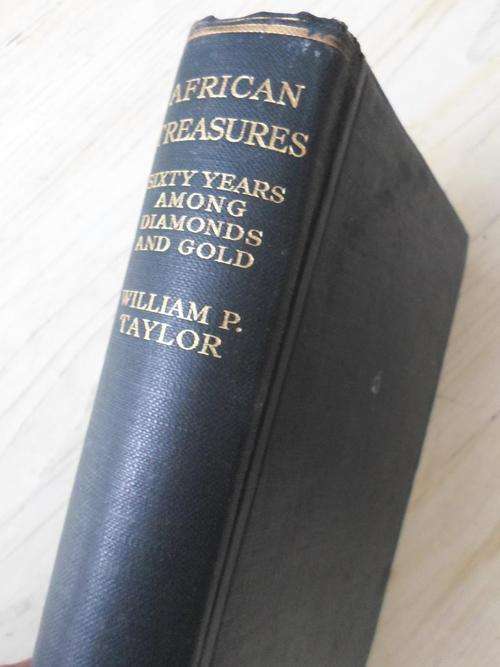 AFRICAN
TREASURES
SIXTY YEARS
AMONG
DIAMONDS
AND GOLD
WILLIAM P.
TAYLOR